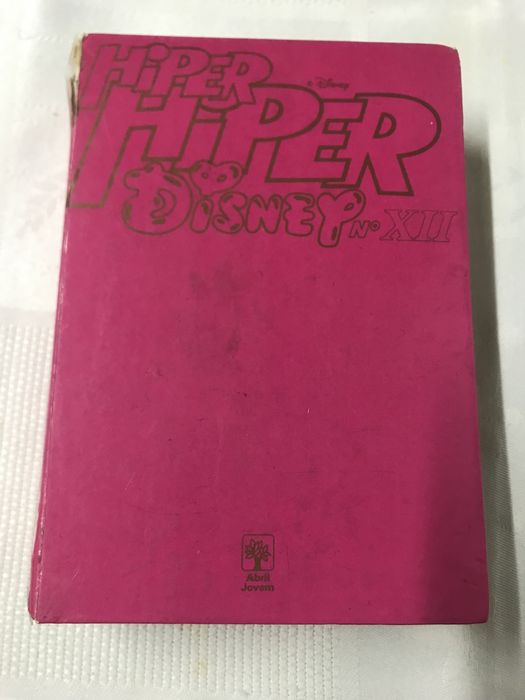 HiPER
© Disney
HiPER
DiSNEY Nº XII
Abril
Jovem